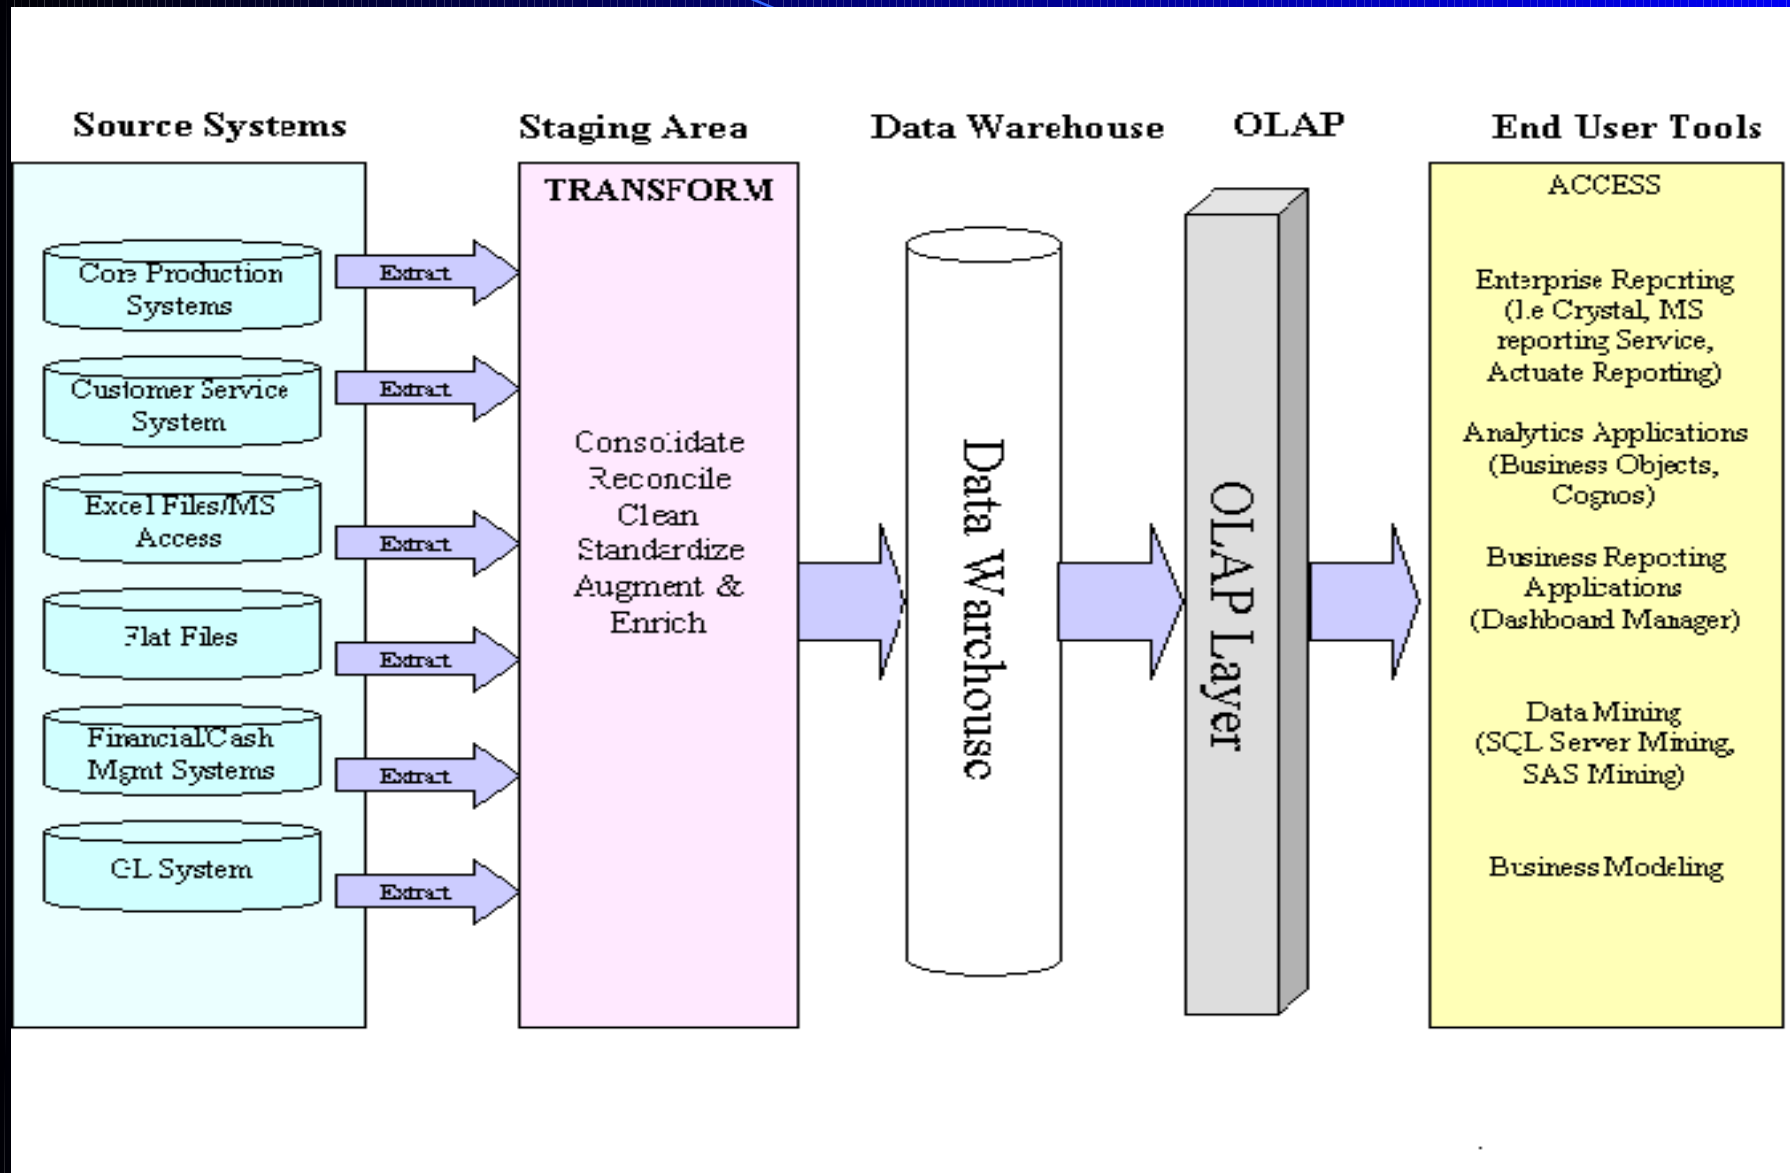 Source Systems
Core Production
Systems
Customer Service
System
Excel Files/MS
Access
Flat Files
Financial/Cash
Mgmt Systems
GL System
Extract
Extract
Extract
Extract
Extract
Extract
Staging Area
TRANSFORM
Consolidate
Reconcile
Clean
Standardize
Augment &
Enrich
Data Warehouse
Data Warehouse
OLAP
OLAP Layer
End User Tools
ACCESS
Enterprise Reporting
(I.e Crystal, MS
reporting Service,
Actuate Reporting)
Analytics Applications
(Business Objects,
Cognos)
Business Reporting
Applications
(Dashboard Manager)
Data Mining
(SQL Server Mining,
SAS Mining)
Business Modeling